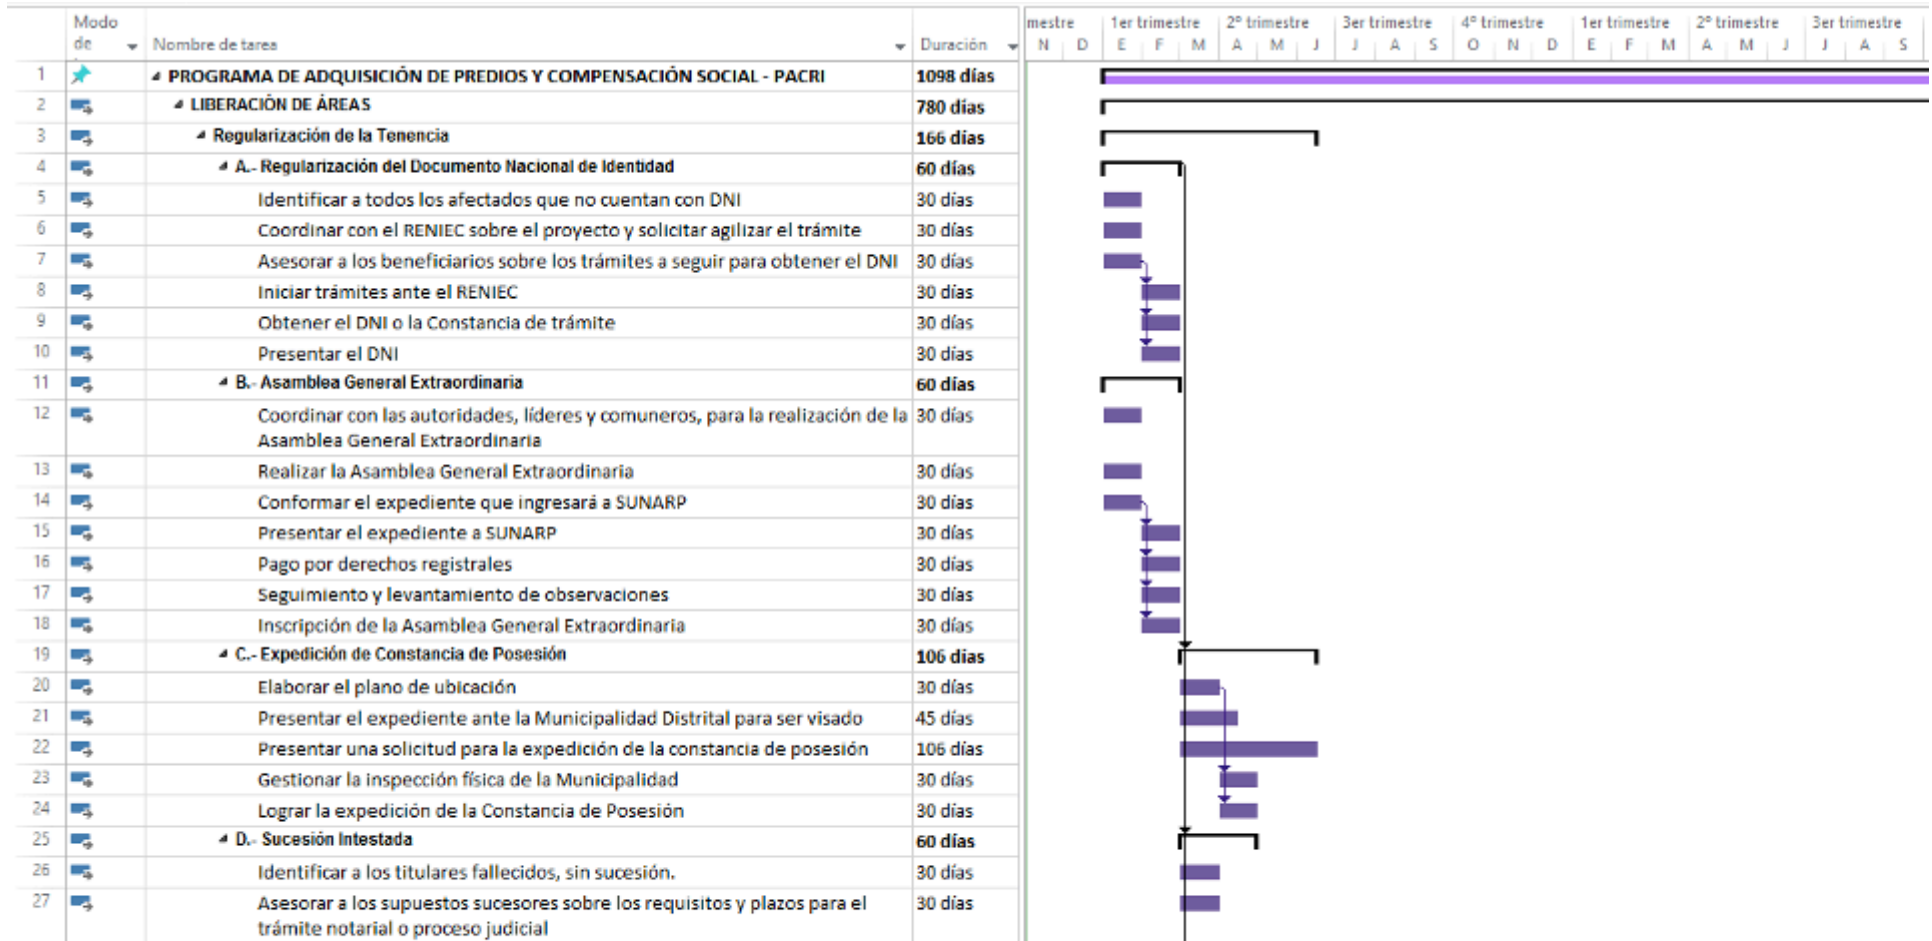 Modo de
Nombre de tarea
Duración
mestre 1er trimestre 2º trimestre 3er trimestre 4º trimestre 1er trimestre 2º trimestre 3er trimestre
N D E F M A M J J A S O N D E F M A M J J A S
1 PROGRAMA DE ADQUISICIÓN DE PREDIOS Y COMPENSACIÓN SOCIAL - PACRI 1098 días
2 LIBERACIÓN DE ÁREAS 780 días
3 Regularización de la Tenencia 166 días
4 A.- Regularización del Documento Nacional de Identidad 60 días
5 Identificar a todos los afectados que no cuentan con DNI 30 días
6 Coordinar con el RENIEC sobre el proyecto y solicitar agilizar el trámite 30 días
7 Asesorar a los beneficiarios sobre los trámites a seguir para obtener el DNI 30 días
8 Iniciar trámites ante el RENIEC 30 días
9 Obtener el DNI o la Constancia de trámite 30 días
10 Presentar el DNI 30 días
11 B.- Asamblea General Extraordinaria 60 días
12 Coordinar con las autoridades, líderes y comuneros, para la realización de la 30 días
Asamblea General Extraordinaria
13 Realizar la Asamblea General Extraordinaria 30 días
14 Conformar el expediente que ingresará a SUNARP 30 días
15 Presentar el expediente a SUNARP 30 días
16 Pago por derechos registrales 30 días
17 Seguimiento y levantamiento de observaciones 30 días
18 Inscripción de la Asamblea General Extraordinaria 30 días
19 C.- Expedición de Constancia de Posesión 106 días
20 Elaborar el plano de ubicación 30 días
21 Presentar el expediente ante la Municipalidad Distrital para ser visado 45 días
22 Presentar una solicitud para la expedición de la constancia de posesión 106 días
23 Gestionar la inspección física de la Municipalidad 30 días
24 Lograr la expedición de la Constancia de Posesión 30 días
25 D.- Sucesión Intestada 60 días
26 Identificar a los titulares fallecidos, sin sucesión. 30 días
27 Asesorar a los supuestos sucesores sobre los requisitos y plazos para el 30 días
trámite notarial o proceso judicial